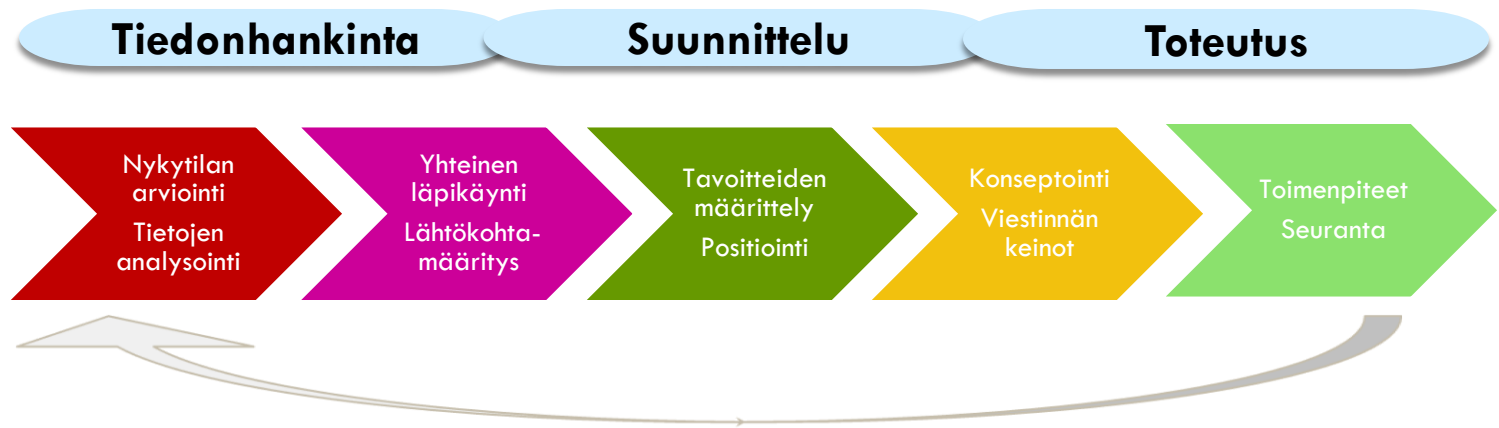 Tiedonhankinta
Suunnittelu
Toteutus
Nykytilan
arviointi
Tietojen
analysointi
Yhteinen
läpikäynti
Lähtökohta-
määritys
Tavoitteiden
määrittely
Positiointi
Konseptointi
Viestinnän
keinot
Toimenpiteet
Seuranta